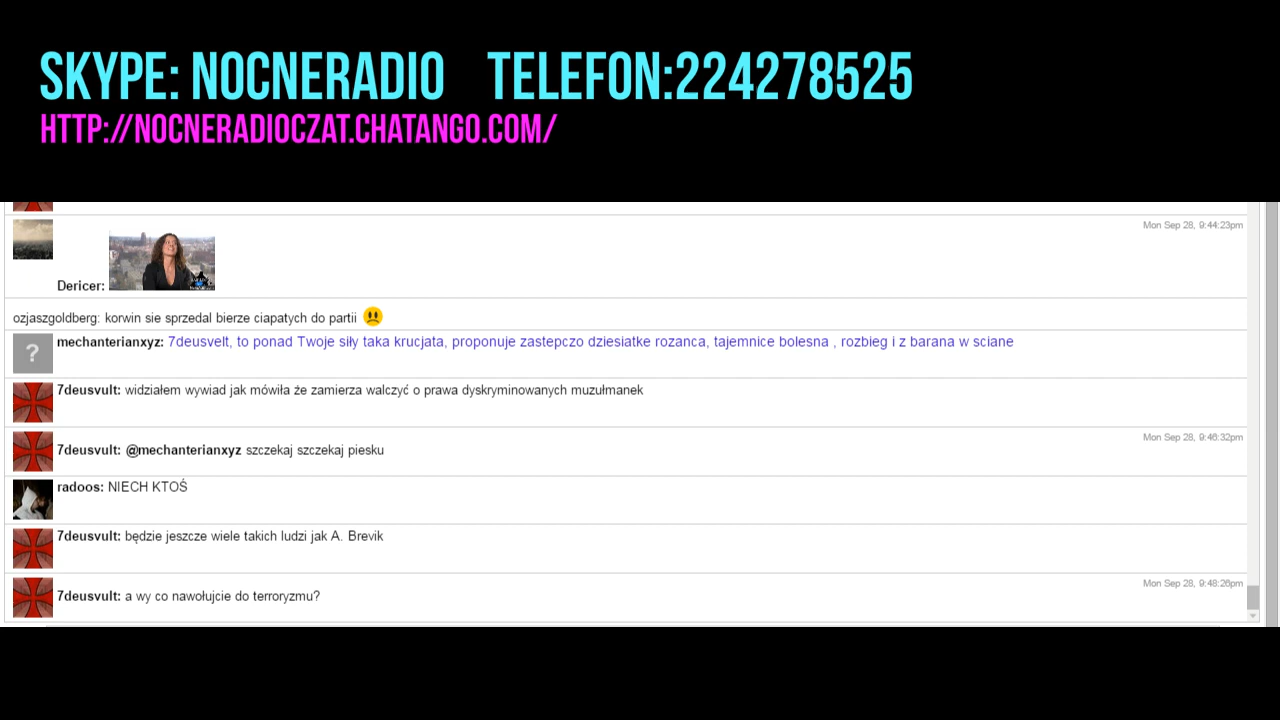 SKYPE: NOCNERADIO TELEFON:224278525
HTTP://NOCNERADIOCZAT.CHATANGO.COM/
Mon Sep 28, 9:44:23pm
Dericer:
ozjaszgoldberg: korwin sie sprzedal bierze ciapatych do partii
mechanterianxyz: 7deusvelt, to ponad Twoje siły taka krucjata, proponuje zastepczo dziesiatke rozanca, tajemnice bolesna , rozbieg i z barana w sciane
7deusvult: widziałem wywiad jak mówiła że zamierza walczyć o prawa dyskryminowanych muzułmanek
Mon Sep 28, 9:46:32pm
7deusvult: @mechanterianxyz szczekaj szczekaj piesku
radoos: NIECH KTOŚ
7deusvult: będzie jeszcze wiele takich ludzi jak A. Brevik
Mon Sep 28, 9:48:26pm
7deusvult: a wy co nawołujcie do terroryzmu?